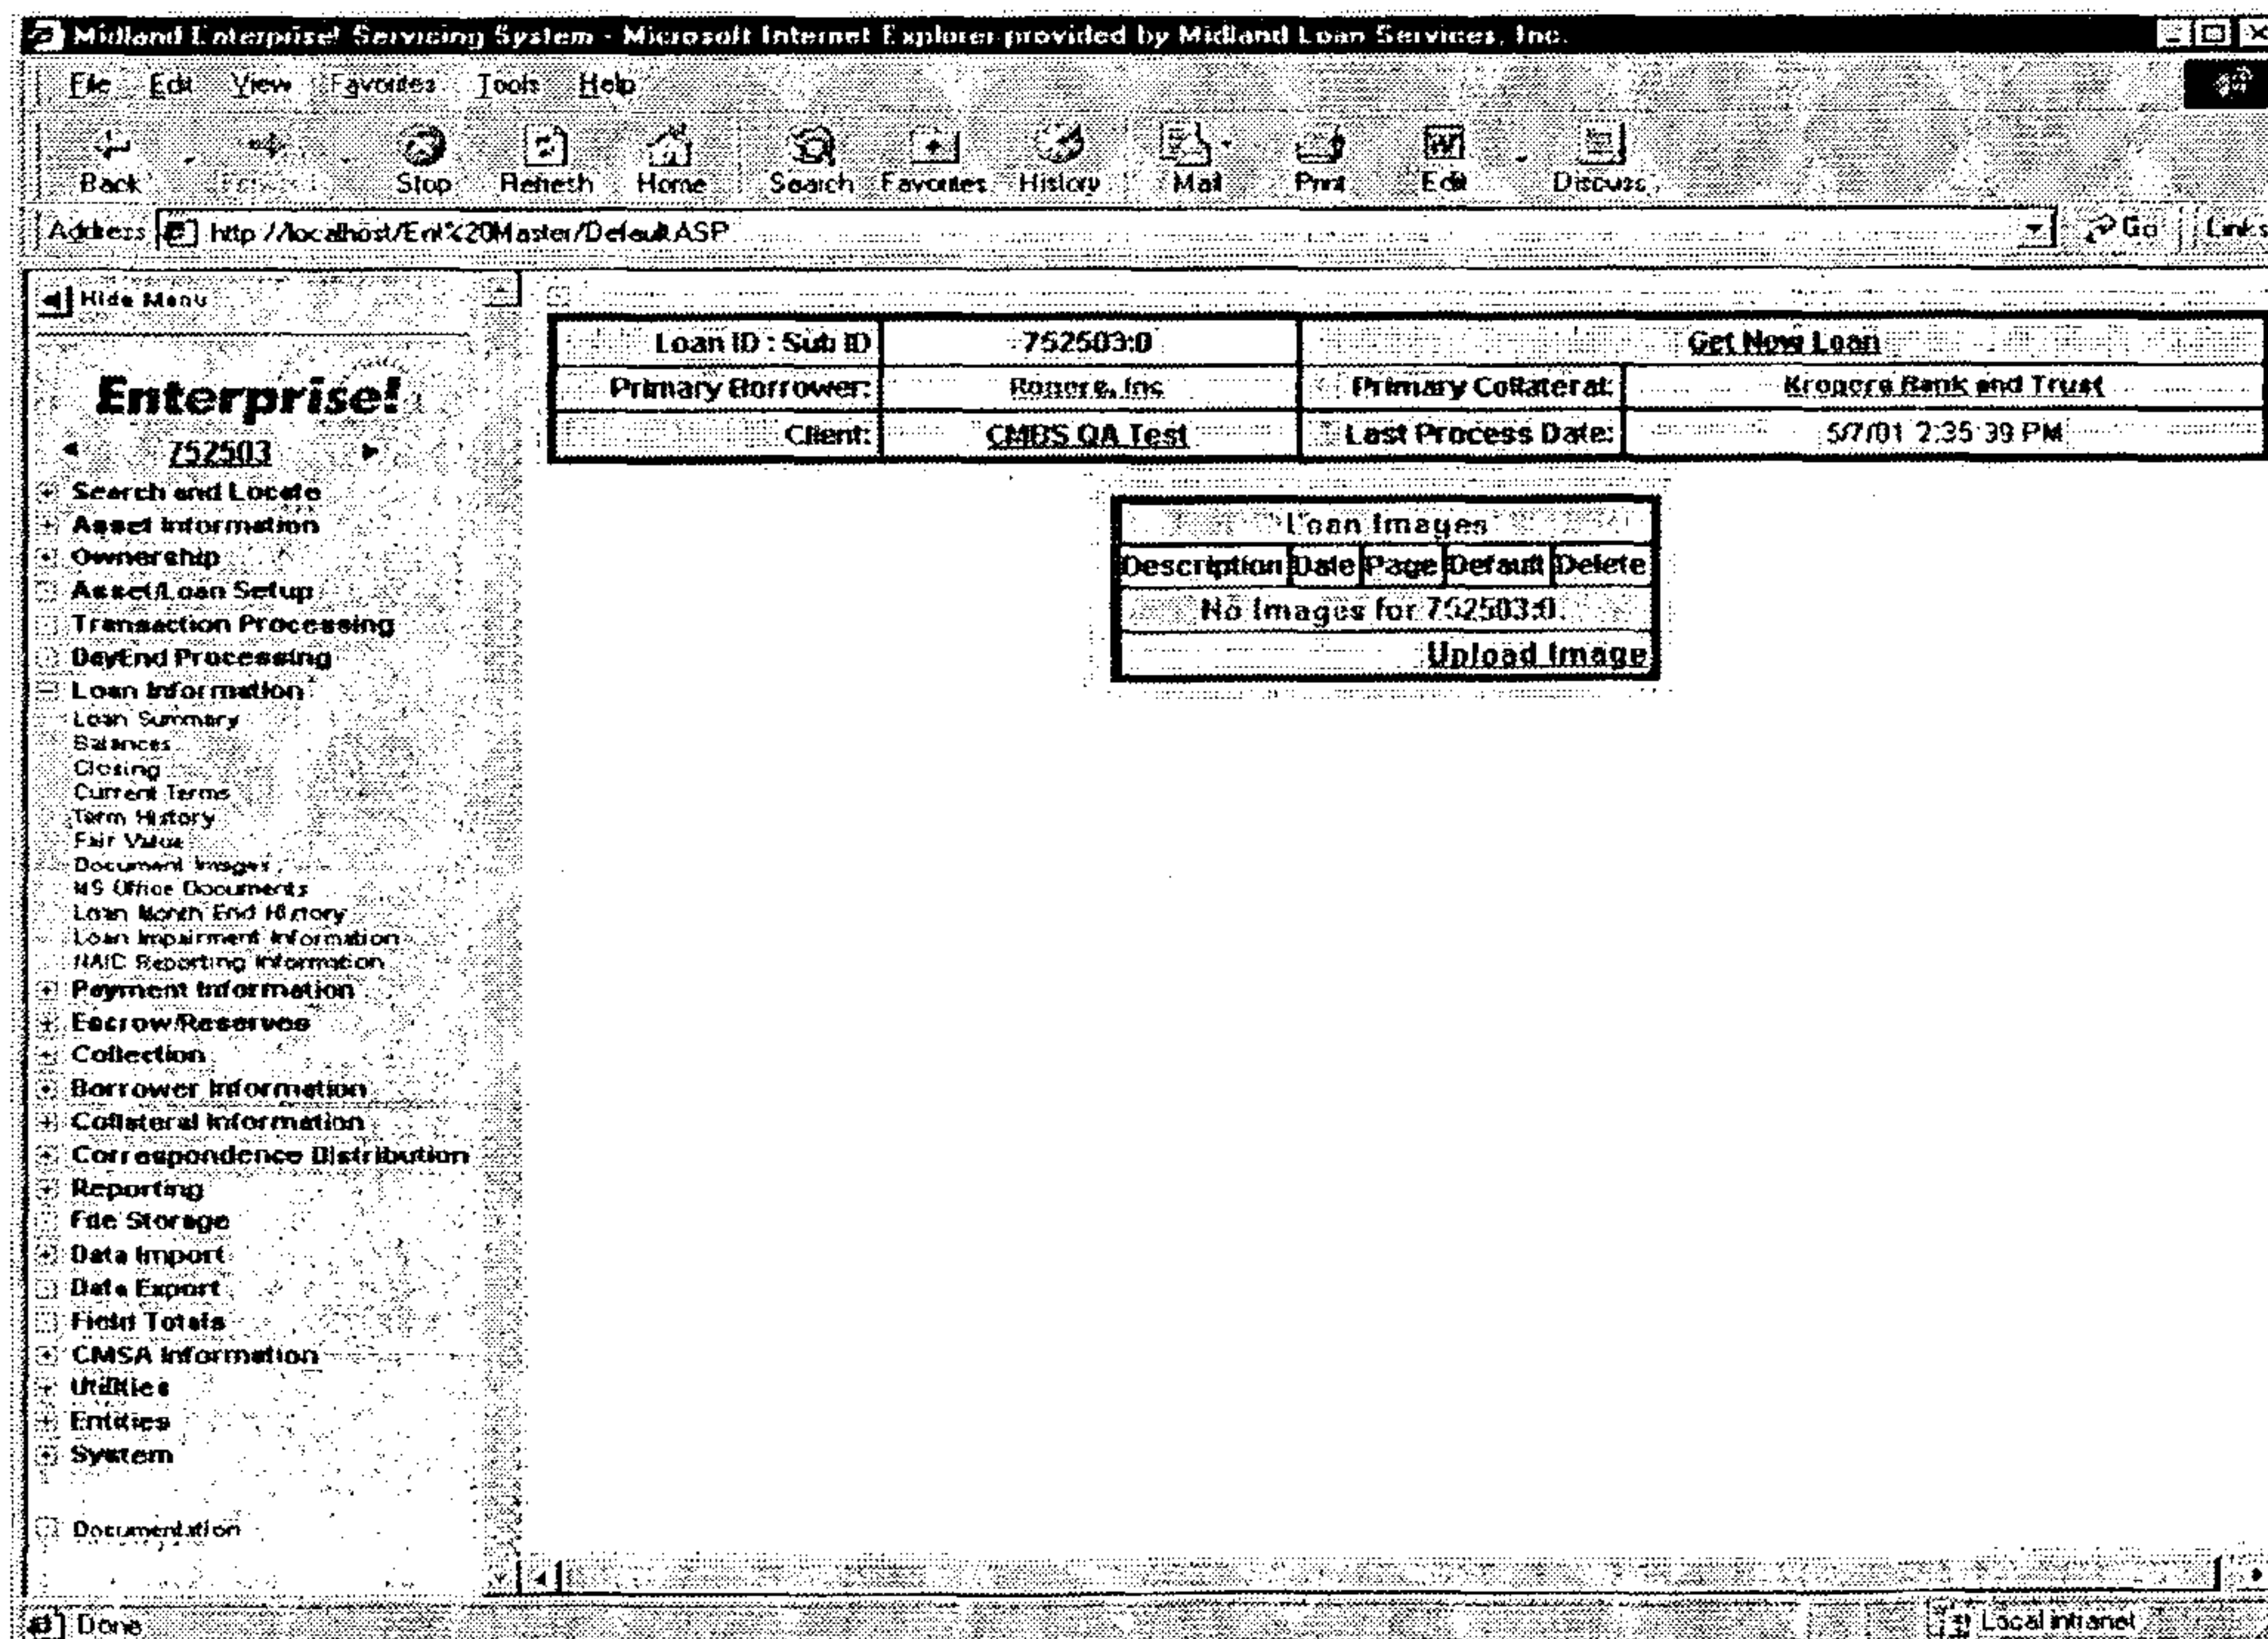 Midland Enterprise! Servicing System - Microsoft Internet Explorer provided by Midland Loan Services, Inc.
File Edit View Favorites Tools Help
Back Forward Stop Refresh Home Search Favorites History Mail Print Edit Discuss
Address http://localhost/Ent%20Master/Default.ASP Go Links
Hide Menu
Enterprise!
752503
Search and Locate
Asset Information
Ownership
Asset/Loan Setup
Transaction Processing
DayEnd Processing
Loan Information
Loan Summary
Balances
Closing
Current Terms
Term History
Fair Value
Document Images
MS Office Documents
Loan Month End History
Loan Impairment Information
NAIC Reporting Information
Payment Information
Escrow/Reserves
Collection
Borrower Information
Collateral Information
Correspondence Distribution
Reporting
File Storage
Data Import
Data Export
Field Totals
CMSA Information
Utilities
Entities
System
Documentation
Loan ID : Sub ID 752503:0 Get New Loan
Primary Borrower: Inc Primary Collateral: Bank and Trust
Client: CMBS QA Test Last Process Date: 5/7/01 2:35:39 PM
Loan Images
Description Date Page Default Delete
No Images for 752503:0.
Upload Image
Done Local intranet